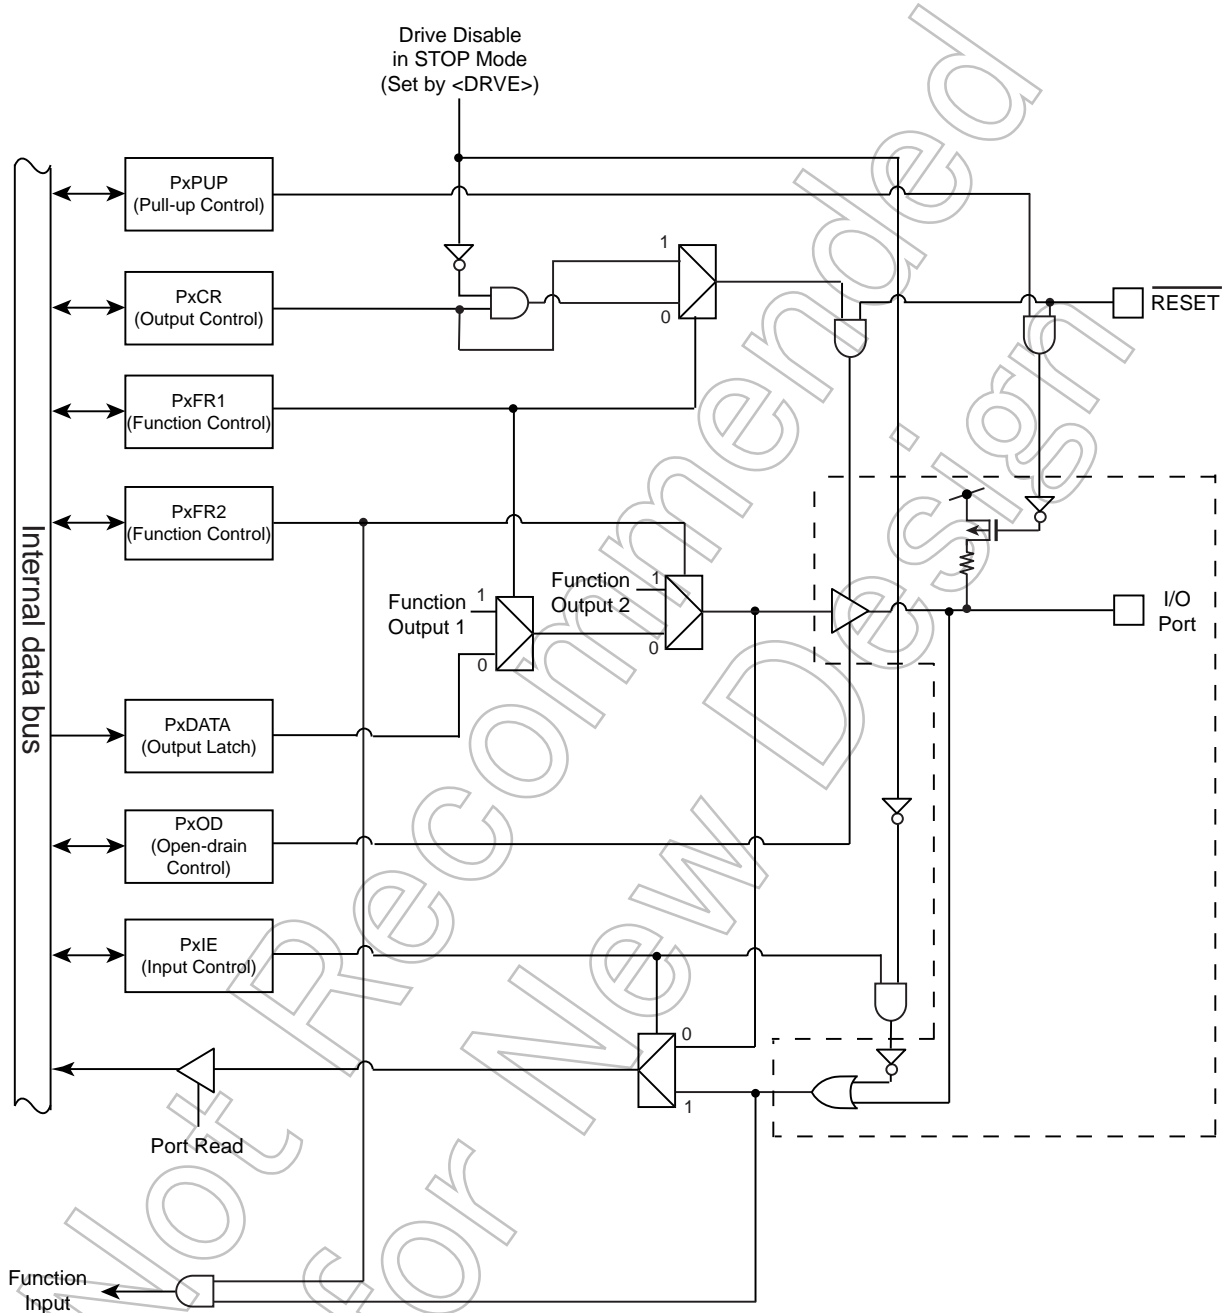 Drive Disable
in STOP Mode
(Set by <DRVE>)
PxPUP
(Pull-up Control)
1
PxCR
(Output Control)
0
RESET
PxFR1
(Function Control)
PxFR2
(Function Control)
Internal data bus
Function
Output 1
1
0
Function
Output 2
1
0
I/O
Port
PxDATA
(Output Latch)
PxOD
(Open-drain
Control)
PxIE
(Input Control)
0
1
Port Read
Function
Input
Not Recommended
for New Design